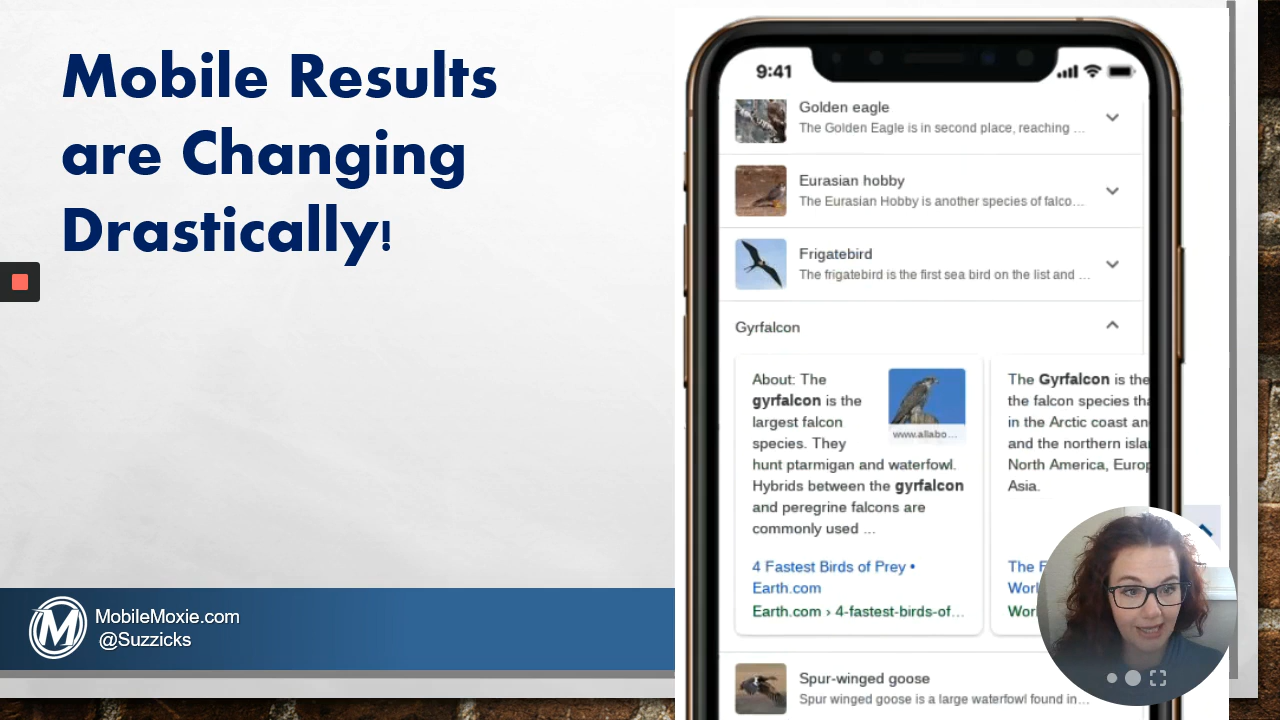 Mobile Results
are Changing
Drastically!
MobileMoxie.com
@Suzzicks
9:41
Golden eagle
The Golden Eagle is in second place, reaching ...
Eurasian hobby
The Eurasian Hobby is another species of falco...
Frigatebird
The frigatebird is the first sea bird on the list and ...
Gyrfalcon
About: The
gyrfalcon is the
largest falcon
species. They
hunt ptarmigan and waterfowl.
Hybrids between the gyrfalcon
and peregrine falcons are
commonly used ...
www.allabo...
4 Fastest Birds of Prey •
Earth.com
Earth.com › 4-fastest-birds-of...
The Gyrfalcon is the
the falcon species
in the Arctic coast
and the northern
North America,
Asia.
The
Spur-winged goose
Spur winged goose is a large waterfowl found in...